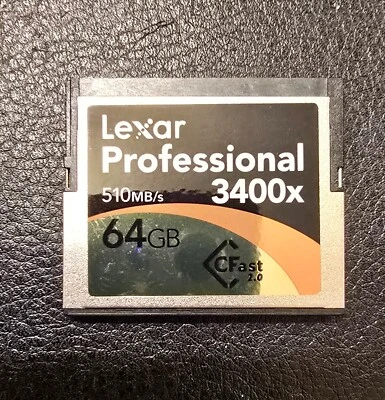 Lexar
Professional
510MB/s 3400x
64GB
CFast
2.0